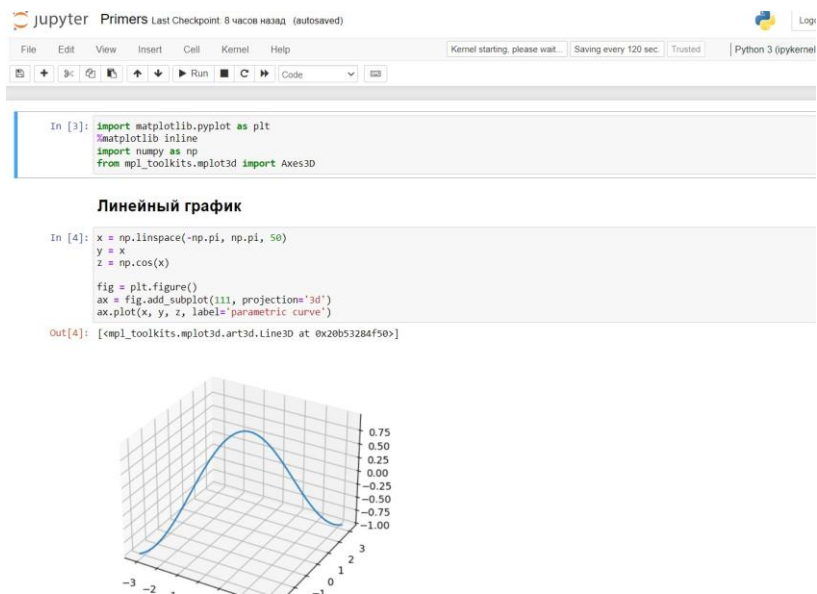 jupyter Primers Last Checkpoint: 8 часов назад (autosaved)
File Edit View Insert Cell Kernel Help Kernel starting, please wait... Saving every 120 sec. Trusted Python 3 (ipykernel
Run Code
In [3]: import matplotlib.pyplot as plt
%matplotlib inline
import numpy as np
from mpl_toolkits.mplot3d import Axes3D
Линейный график
In [4]: x = np.linspace(-np.pi, np.pi, 50)
y = x
z = np.cos(x)
fig = plt.figure()
ax = fig.add_subplot(111, projection='3d')
ax.plot(x, y, z, label='parametric curve')
Out[4]: [<mpl_toolkits.mplot3d.art3d.Line3D at 0x20b53284f50>]
0.75
0.50
0.25
0.00
−0.25
−0.50
−0.75
−1.00
3
2
1
0
−1
−3
−2